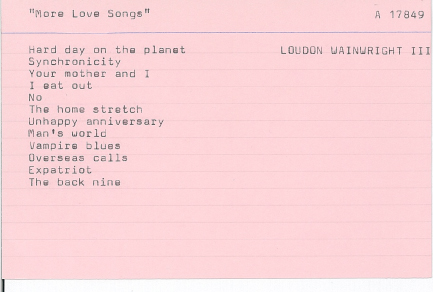 "More Love Songs" A 17849
Hard day on the planet LOUDON WAINWRIGHT III
Synchronicity
Your mother and I
I eat out
No
The home stretch
Unhappy anniversary
Man's world
Vampire blues
Overseas calls
Expatriot
The back nine